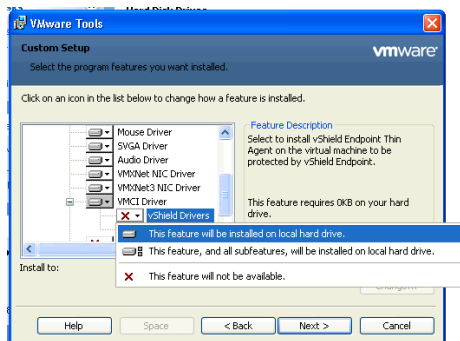 Hard Disk Drives
VMware Tools
Custom Setup
Select the program features you want installed.
vmware
Click on an icon in the list below to change how a feature is installed.
Mouse Driver
SVGA Driver
Audio Driver
VMXNet NIC Driver
VMXNet3 NIC Driver
VMCI Driver
vShield Drivers
Feature Description
Select to install vShield Endpoint Thin
Agent on the virtual machine to be
protected by vShield Endpoint.
This feature requires 0KB on your hard
drive.
This feature will be installed on local hard drive.
This feature, and all subfeatures, will be installed on local hard drive.
This feature will not be available.
Install to:
Help
Space
< Back
Next >
Cancel